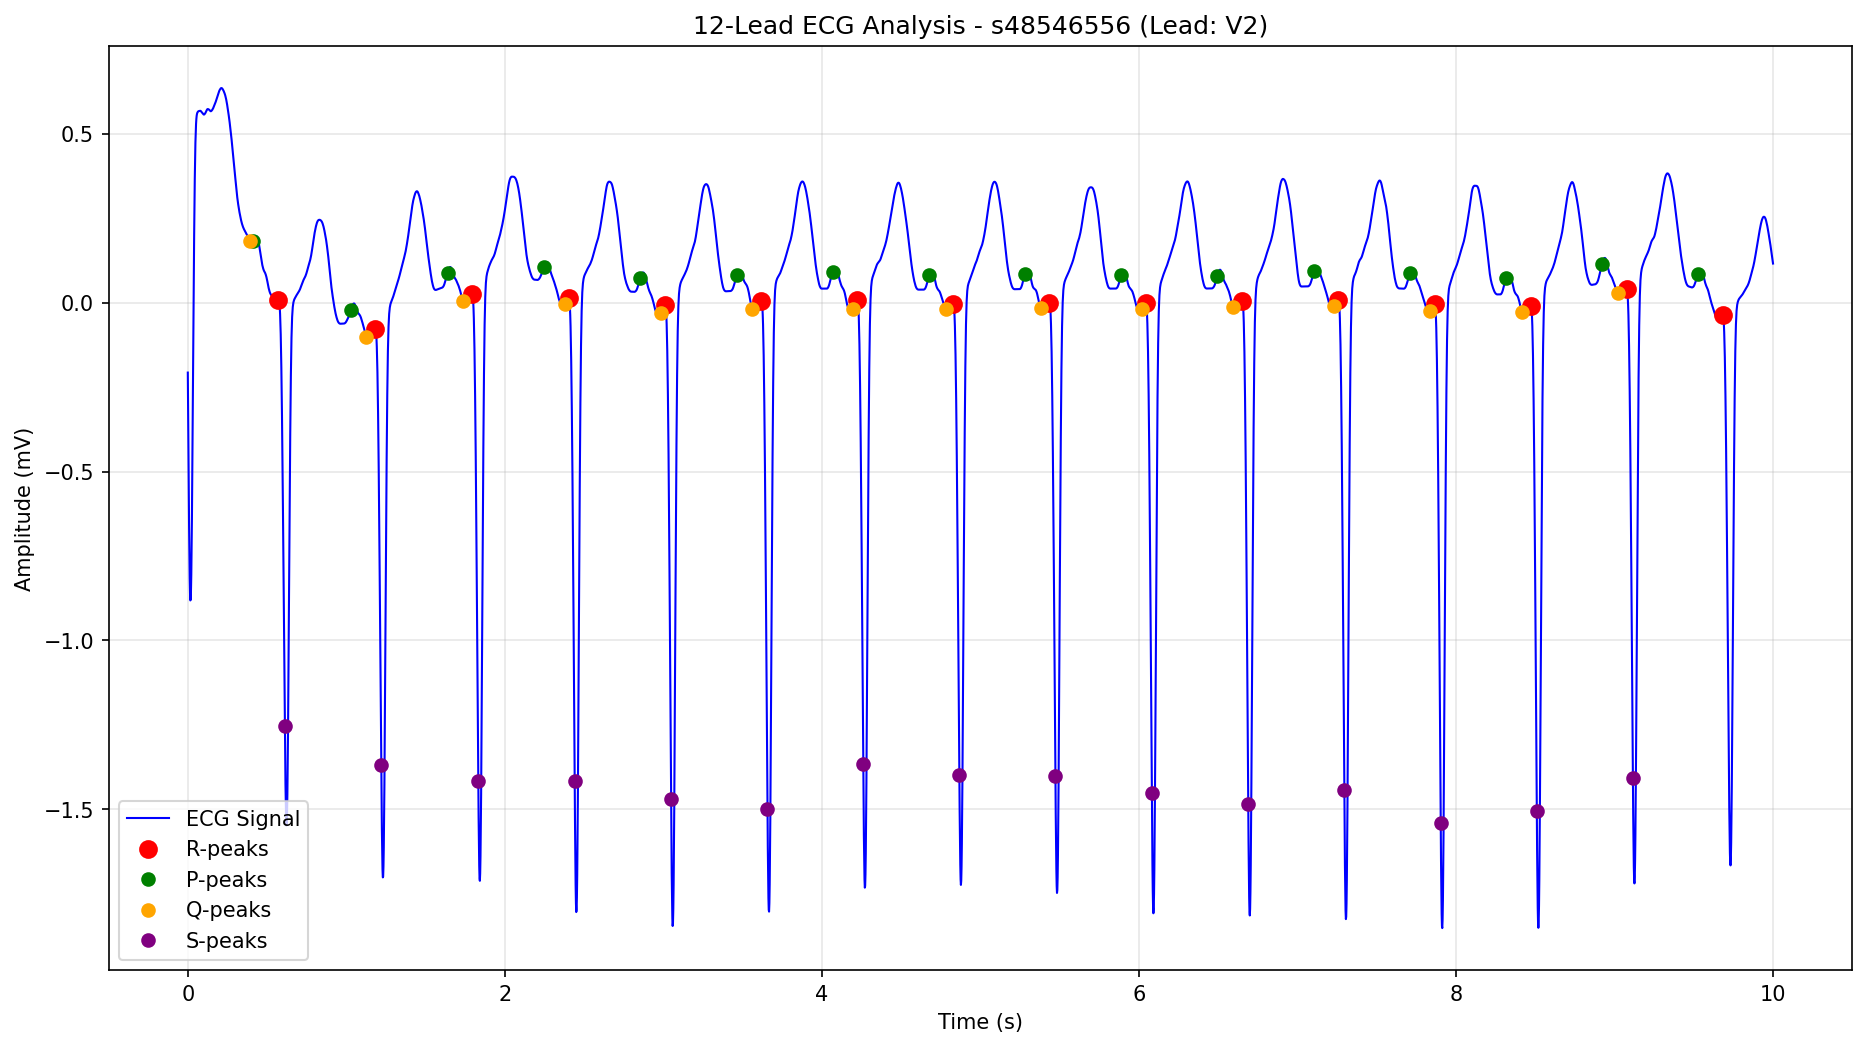 12-Lead ECG Analysis - s48546556 (Lead: V2)
Amplitude (mV)
0.5
0.0
−0.5
−1.0
−1.5
ECG Signal
R-peaks
P-peaks
Q-peaks
S-peaks
0 2 4 6 8 10
Time (s)